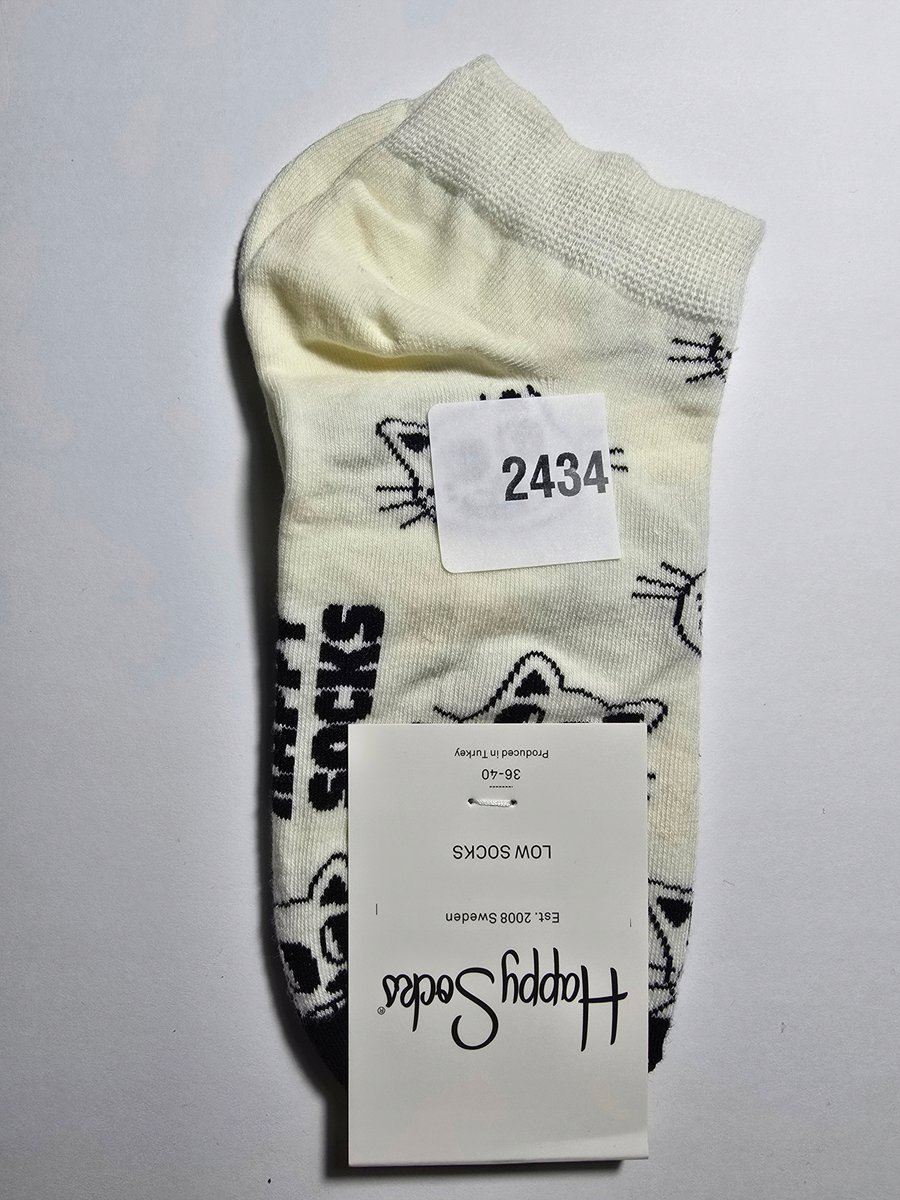 2434
HAPPY
SOCKS
Happy Socks®
Est. 2008 Sweden
LOW SOCKS
36-40
Produced in Turkey